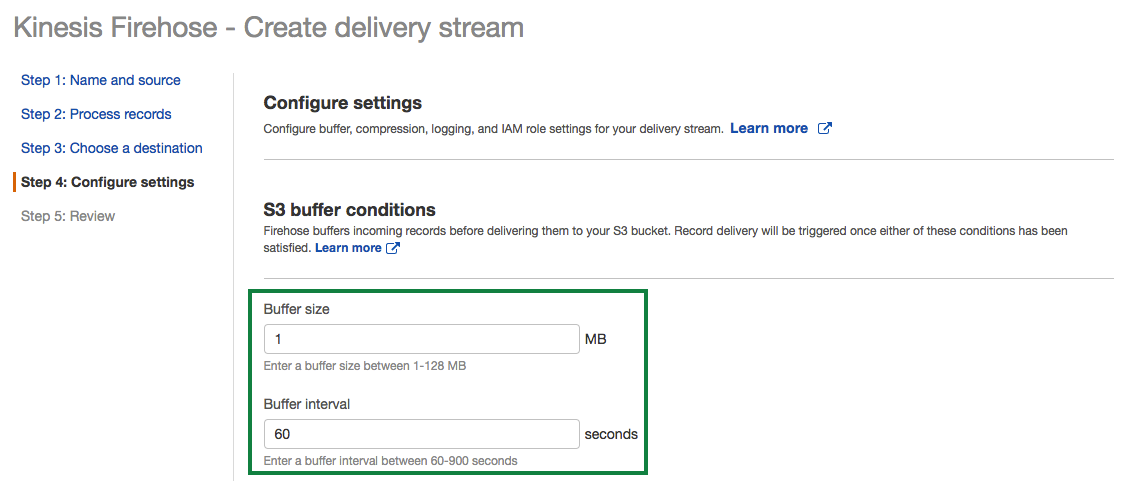 Kinesis Firehose - Create delivery stream
Step 1: Name and source
Step 2: Process records
Step 3: Choose a destination
Step 4: Configure settings
Step 5: Review
Configure settings
Configure buffer, compression, logging, and IAM role settings for your delivery stream. Learn more
S3 buffer conditions
Firehose buffers incoming records before delivering them to your S3 bucket. Record delivery will be triggered once either of these conditions has been
satisfied. Learn more
Buffer size
1 MB
Enter a buffer size between 1-128 MB
Buffer interval
60 seconds
Enter a buffer interval between 60-900 seconds